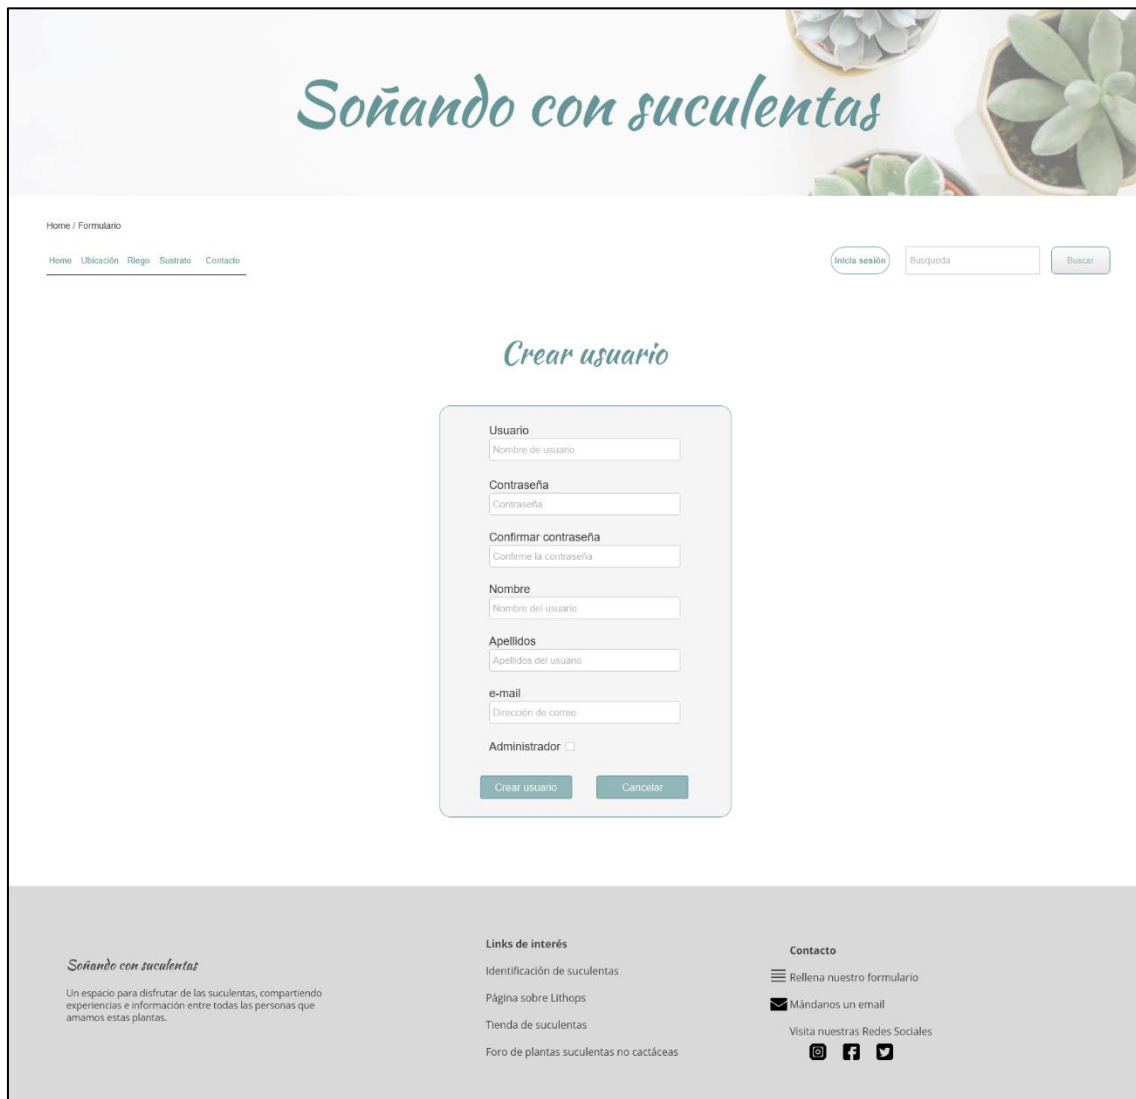 Soñando con suculentas
Home / Formulario
Home Ubicación Riego Sustrato Contacto
Inicia sesión
Busqueda
Buscar
Crear usuario
Usuario
Nombre de usuario
Contraseña
Contraseña
Confirmar contraseña
Confirme la contraseña
Nombre
Nombre del usuario
Apellidos
Apellidos del usuario
e-mail
Dirección de correo
Administrador
Crear usuario
Cancelar
Soñando con suculentas
Un espacio para disfrutar de las suculentas, compartiendo
experiencias e información entre todas las personas que
amamos estas plantas.
Links de interés
Identificación de suculentas
Página sobre Lithops
Tienda de suculentas
Foro de plantas suculentas no cactáceas
Contacto
Rellena nuestro formulario
Mándanos un email
Visita nuestras Redes Sociales